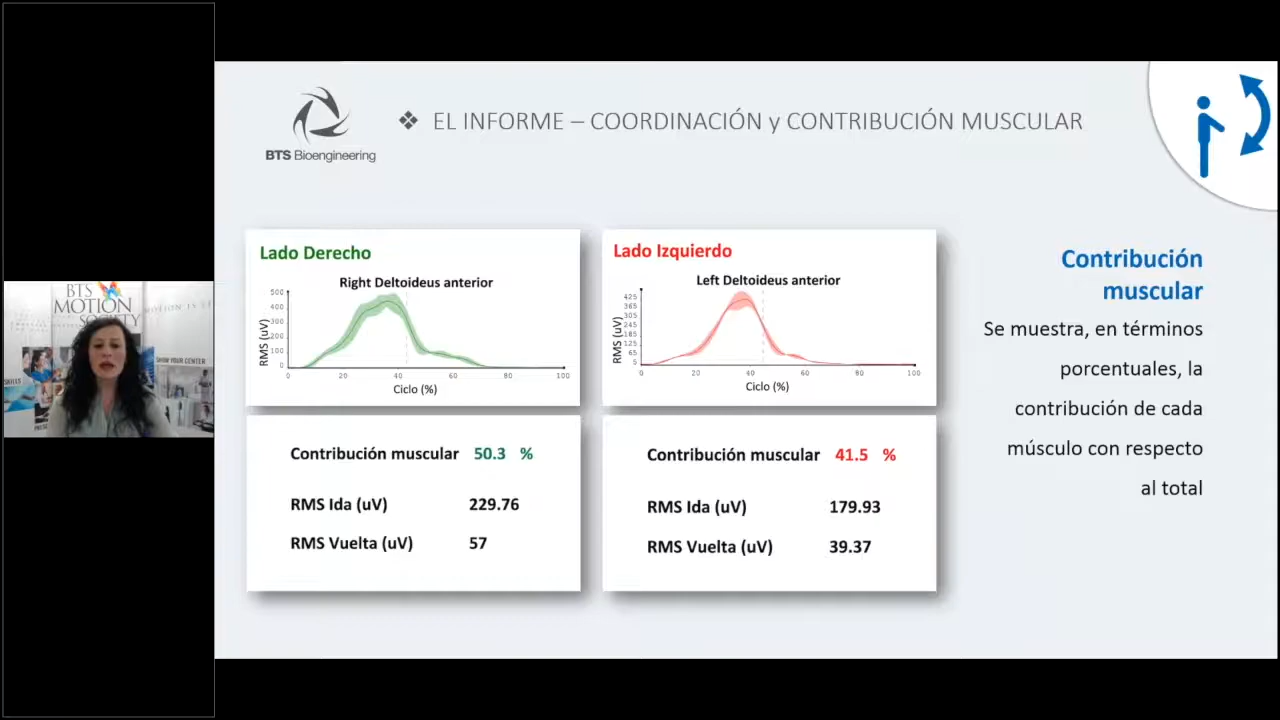 BTS Bioengineering
❖ EL INFORME – COORDINACIÓN y CONTRIBUCIÓN MUSCULAR
Lado Derecho
Right Deltoideus anterior
RMS (uV)
500
400
300
200
100
0
0 20 40 60 80 100
Ciclo (%)
Lado Izquierdo
Left Deltoideus anterior
RMS (uV)
425
365
305
245
185
125
65
5
0 20 40 60 80 100
Ciclo (%)
Contribución muscular 50.3 %
RMS Ida (uV) 229.76
RMS Vuelta (uV) 57
Contribución muscular 41.5 %
RMS Ida (uV) 179.93
RMS Vuelta (uV) 39.37
Contribución
muscular
Se muestra, en términos
porcentuales, la
contribución de cada
músculo con respecto
al total
BTS
MOTION
SOCIETY
SHOW YOUR CENTER